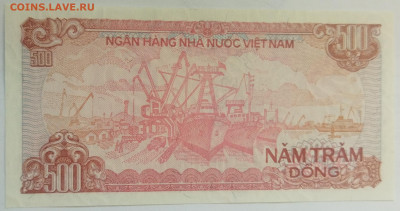 COINS.LAVE.RU
NGÂN HÀNG NHÀ NƯỚC VIỆT NAM
500
500
500
NĂM TRĂM
ĐỒNG